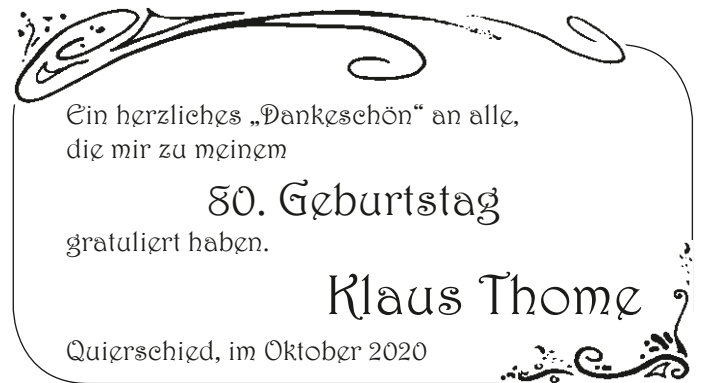 Ein herzliches „Dankeschön“ an alle,
die mir zu meinem
80. Geburtstag
gratuliert haben.
Klaus Thome
Quierschied, im Oktober 2020